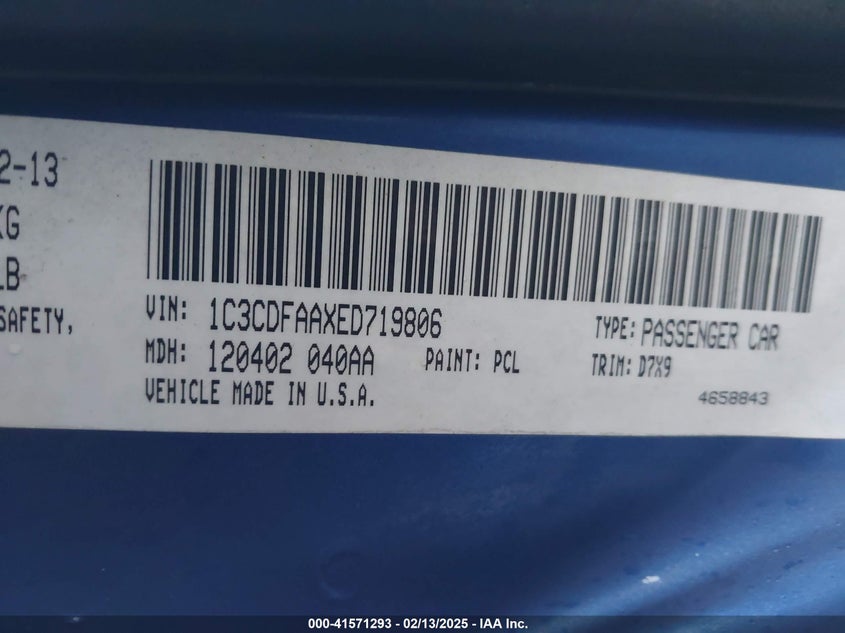 2-13
KG
LB
SAFETY,
VIN: 1C3CDFAAXED719806
TYPE: PASSENGER CAR
MDH: 120402 040AA
PAINT: PCL
TRIM: D7X9
VEHICLE MADE IN U.S.A.
4658843
000-41571293 - 02/13/2025 - IAA Inc.